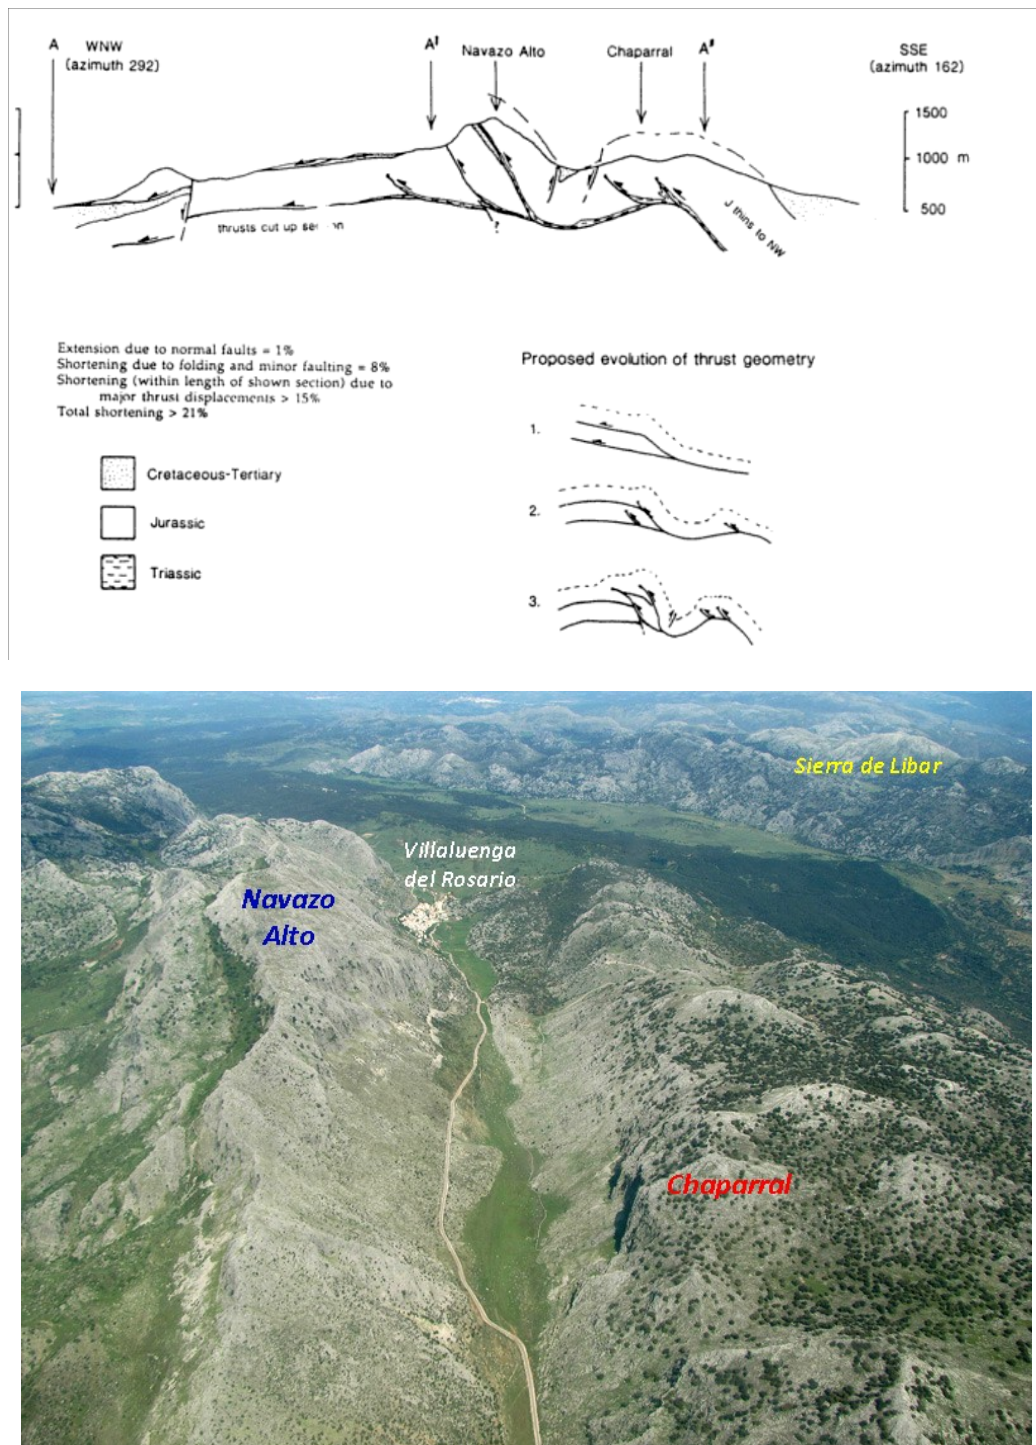 A
WNW
(azimuth 292)
A'
Navazo Alto
Chaparral
A"
SSE
(azimuth 162)
1500
1000 m
500
thrusts cut up
?
J thins to NW
Extension due to normal faults = 1%
Shortening due to folding and minor faulting = 8%
Shortening (within length of shown section) due to
major thrust displacements > 15%
Total shortening > 21%
Cretaceous-Tertiary
Jurassic
Triassic
Proposed evolution of thrust geometry
1.
2.
3.
Sierra de Libar
Villaluenga
del Rosario
Navazo
Alto
Chaparral